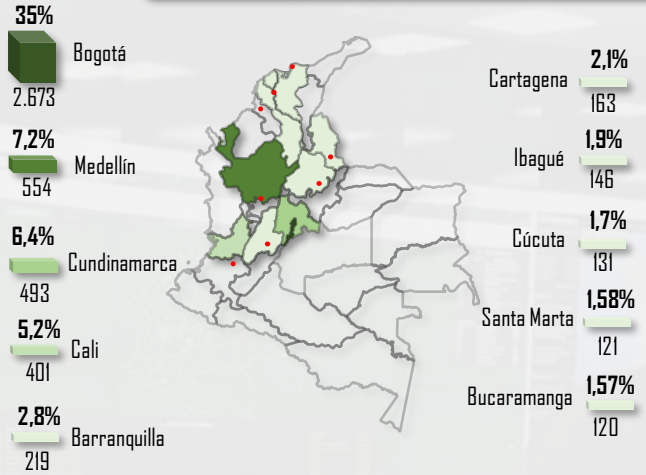 35%
Bogotá
2.673
7,2%
Medellín
554
6,4%
Cundinamarca
493
5,2%
Cali
401
2,8%
Barranquilla
219
2,1%
Cartagena
163
1,9%
Ibagué
146
1,7%
Cúcuta
131
1,58%
Santa Marta
121
1,57%
Bucaramanga
120